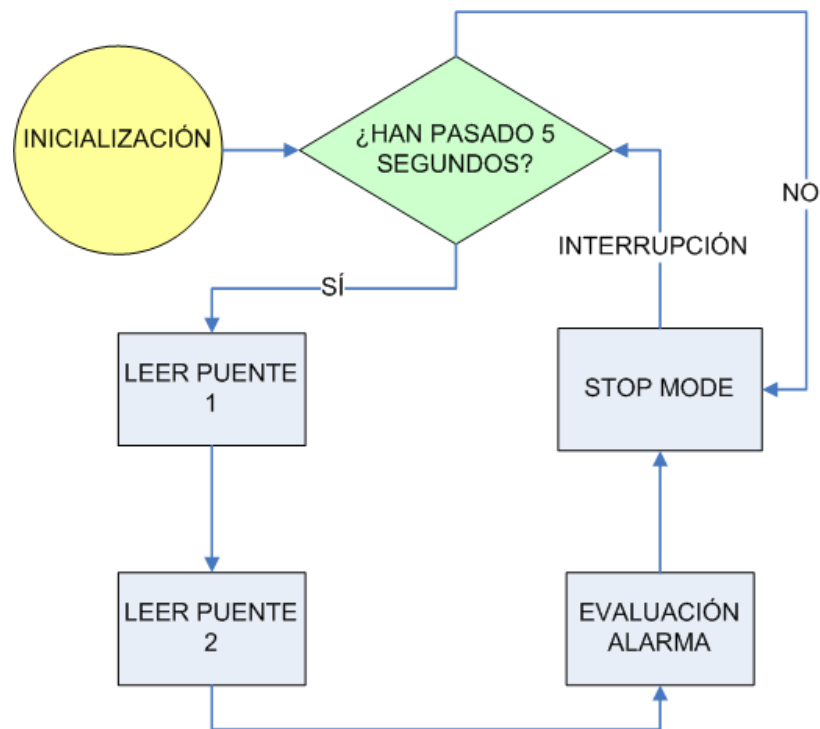 INICIALIZACIÓN
¿HAN PASADO 5
SEGUNDOS?
NO
INTERRUPCIÓN
SÍ
LEER PUENTE
1
STOP MODE
LEER PUENTE
2
EVALUACIÓN
ALARMA